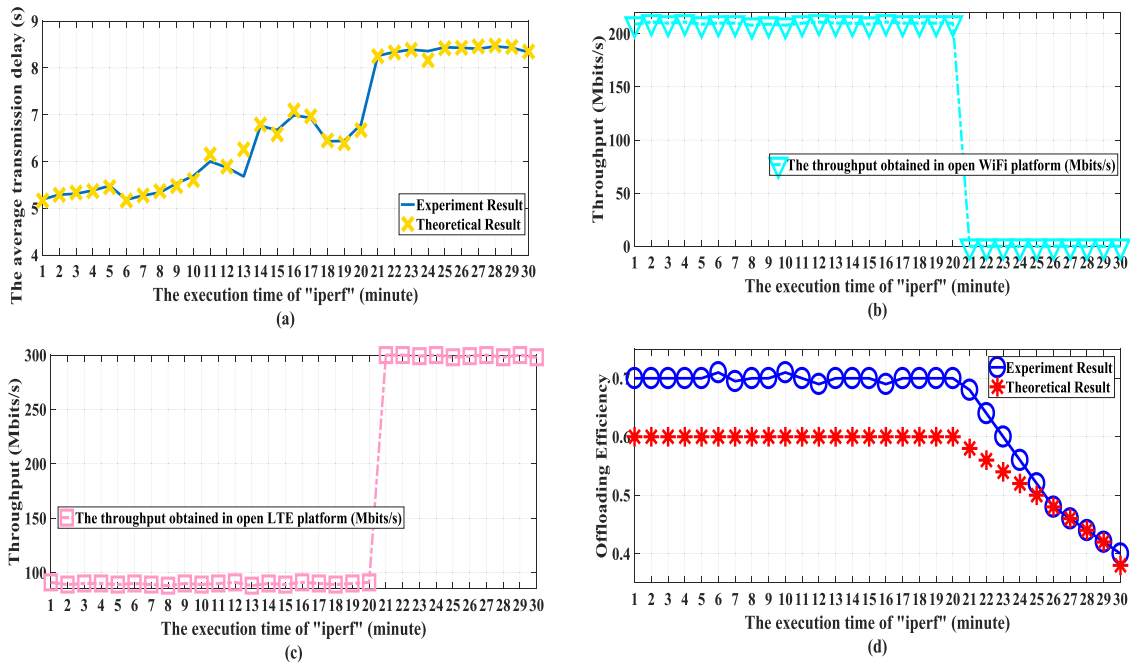 The average transmission delay (s)
9
8
7
6
5
4
Experiment Result
Theoretical Result
1 2 3 4 5 6 7 8 9 10 11 12 13 14 15 16 17 18 19 20 21 22 23 24 25 26 27 28 29 30
The execution time of "iperf" (minute)
(a)
Throughput (Mbits/s)
200
150
100
50
0
The throughput obtained in open WiFi platform (Mbits/s)
1 2 3 4 5 6 7 8 9 10 11 12 13 14 15 16 17 18 19 20 21 22 23 24 25 26 27 28 29 30
The execution time of "iperf" (minute)
(b)
Throughput (Mbits/s)
300
250
200
150
100
The throughput obtained in open LTE platform (Mbits/s)
1 2 3 4 5 6 7 8 9 10 11 12 13 14 15 16 17 18 19 20 21 22 23 24 25 26 27 28 29 30
The execution time of "iperf" (minute)
(c)
Offloading Efficiency
0.7
0.6
0.5
0.4
Experiment Result
Theoretical Result
1 2 3 4 5 6 7 8 9 10 11 12 13 14 15 16 17 18 19 20 21 22 23 24 25 26 27 28 29 30
The execution time of "iperf" (minute)
(d)